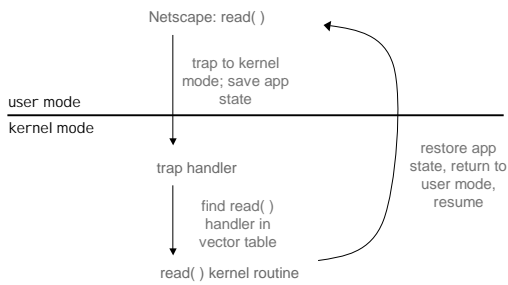 Netscape: read( )
trap to kernel
mode; save app
state
user mode
kernel mode
trap handler
restore app
state, return to
user mode,
resume
find read( )
handler in
vector table
read( ) kernel routine